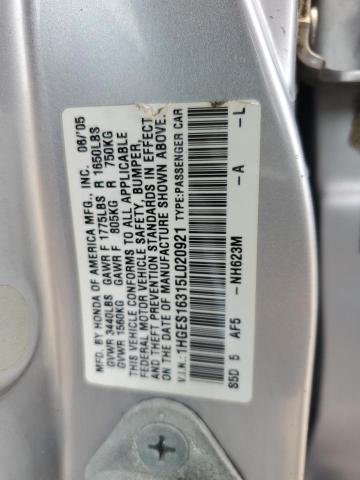 MFD. BY HONDA OF AMERICA MFG., INC. 06/05
GVWR 3440LBS GAWR F 1775LBS R 1650LBS
GVWR 1560KG GAWR F 805KG R 750KG
THIS VEHICLE CONFORMS TO ALL APPLICABLE
FEDERAL MOTOR VEHICLE SAFETY, BUMPER,
AND THEFT PREVENTION STANDARDS IN EFFECT
ON THE DATE OF MANUFACTURE SHOWN ABOVE.
V.I.N.: 1HGES16315L020921 TYPE:PASSENGER CAR
S5D 5 AF5 -NH623M -A -L